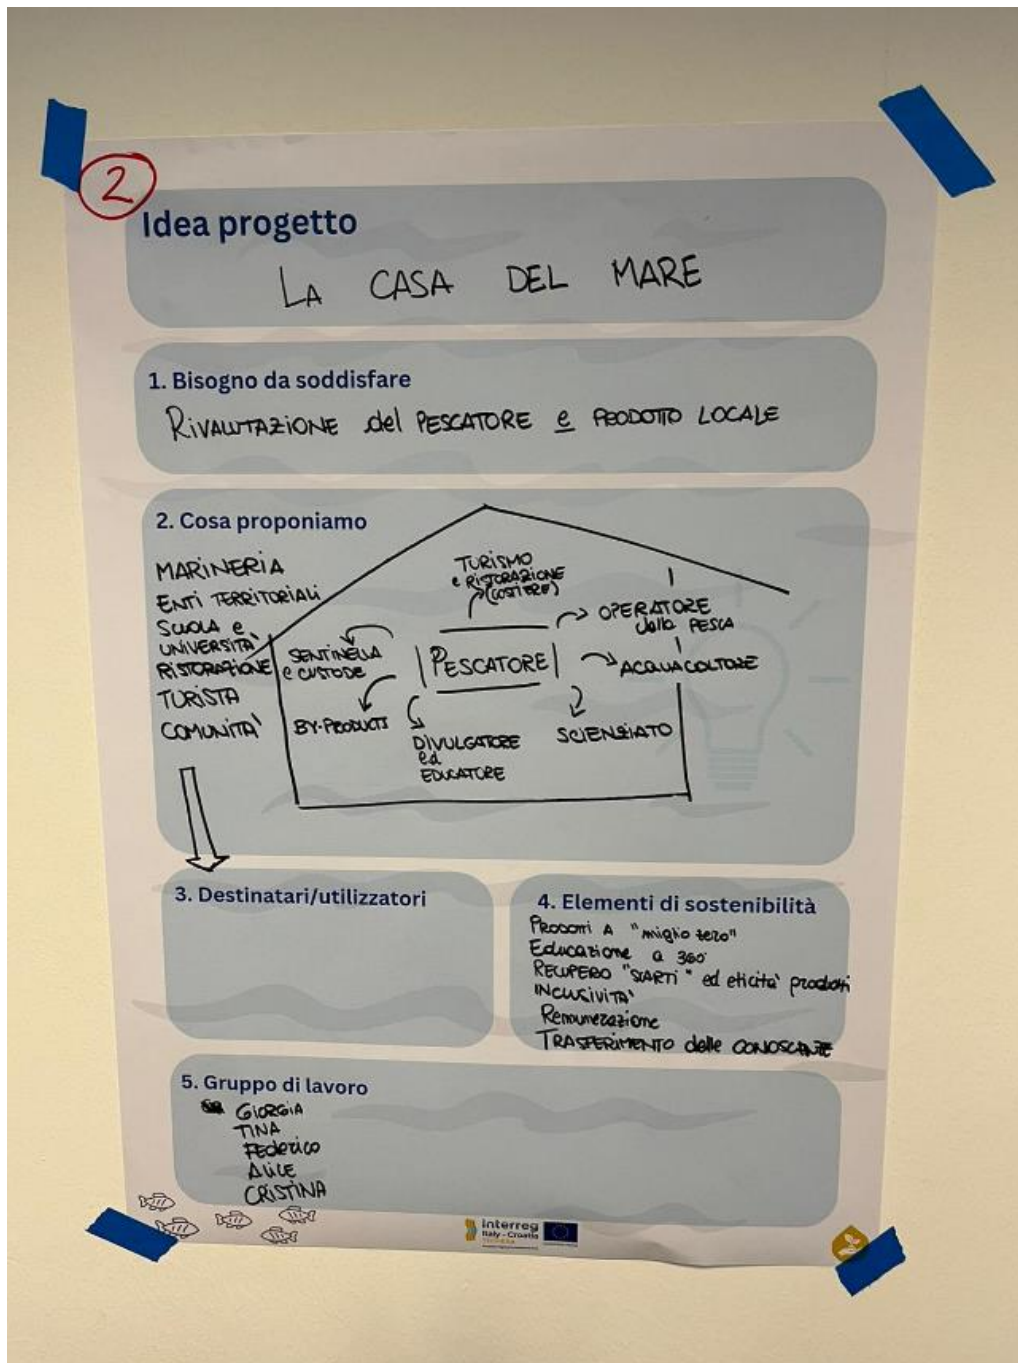 2
Idea progetto
LA CASA DEL MARE
1. Bisogno da soddisfare
RIVALUTAZIONE del PESCATORE e PRODOTTO LOCALE
2. Cosa proponiamo
MARINERIA
ENTI TERRITORIALI
SCUOLA e
UNIVERSITÀ
RISTORAZIONE
TURISTA
COMUNITÀ
TURISMO
e RISTORAZIONE
(COSTIERE)
OPERATORE
della PESCA
SENTINELLA
e CUSTODE
PESCATORE
ACQUACOLTORE
BY-PRODUCTS
DIVULGATORE
ed
EDUCATORE
SCIENZIATO
3. Destinatari/utilizzatori
4. Elementi di sostenibilità
PRODOTTI A "miglio zero"
Educazione a 360°
RECUPERO "SCARTI" ed eticità prodotti
INCLUSIVITÀ
Remunerazione
TRASFERIMENTO delle CONOSCENZE
5. Gruppo di lavoro
GIORGIA
TINA
Federico
ALICE
CRISTINA
Interreg
Italy - Croatia